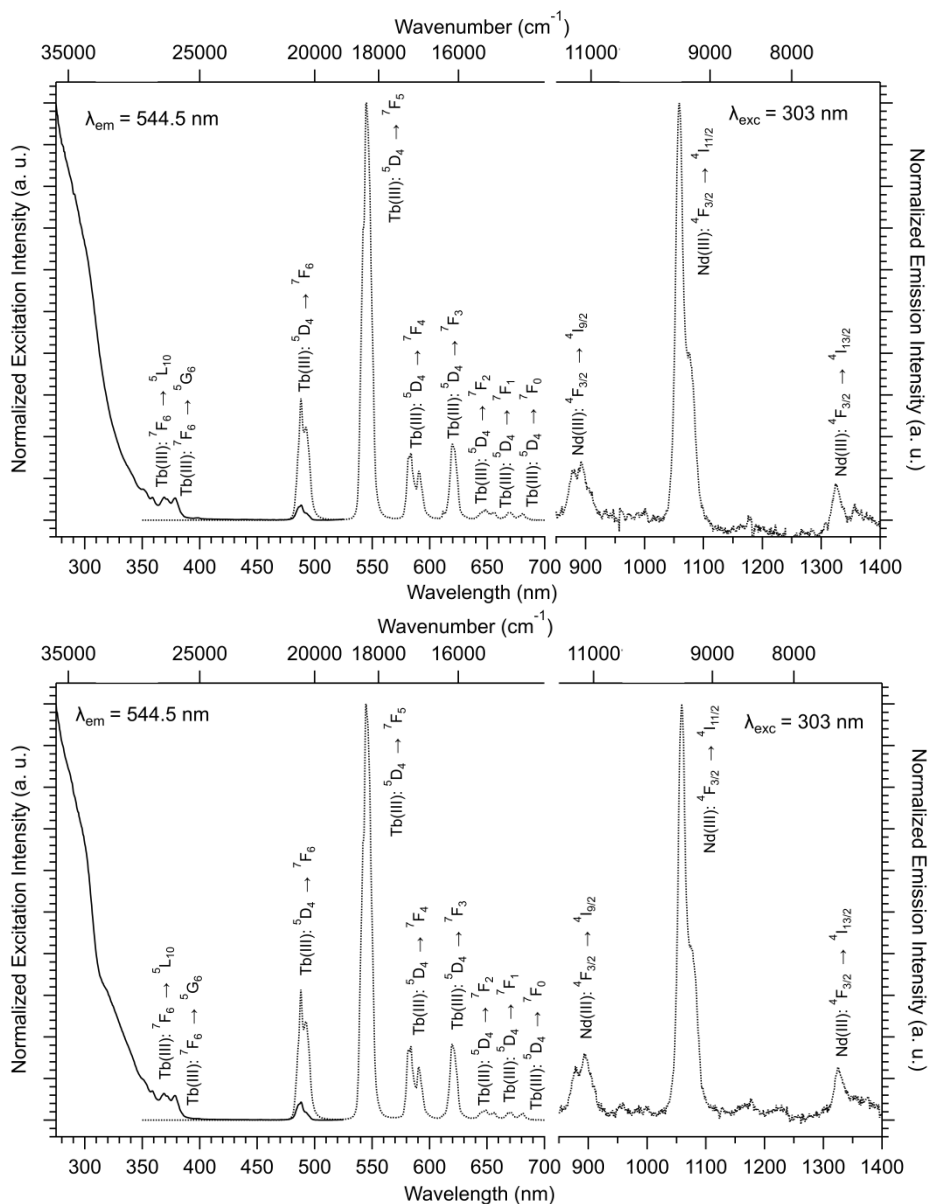 Wavenumber (cm⁻¹)
35000 30000 25000 20000 18000 16000 11000 9000 8000
λem = 544.5 nm
λexc = 303 nm
Normalized Excitation Intensity (a. u.)
Tb(III): ⁷F₆ → ⁵L₁₀
Tb(III): ⁷F₆ → ⁵G₆
Tb(III): ⁵D₄ → ⁷F₆
Tb(III): ⁵D₄ → ⁷F₅
Tb(III): ⁵D₄ → ⁷F₄
Tb(III): ⁵D₄ → ⁷F₃
Tb(III): ⁵D₄ → ⁷F₂
Tb(III): ⁵D₄ → ⁷F₁
Tb(III): ⁵D₄ → ⁷F₀
Nd(III): ⁴F₃/₂ → ⁴I₉/₂
Nd(III): ⁴F₃/₂ → ⁴I₁₁/₂
Nd(III): ⁴F₃/₂ → ⁴I₁₃/₂
Normalized Emission Intensity (a. u.)
300 350 400 450 500 550 600 650 700 900 1000 1100 1200 1300 1400
Wavelength (nm)
Wavenumber (cm⁻¹)
35000 30000 25000 20000 18000 16000 11000 9000 8000
λem = 544.5 nm
λexc = 303 nm
Normalized Excitation Intensity (a. u.)
Tb(III): ⁷F₆ → ⁵L₁₀
Tb(III): ⁷F₆ → ⁵G₆
Tb(III): ⁵D₄ → ⁷F₆
Tb(III): ⁵D₄ → ⁷F₅
Tb(III): ⁵D₄ → ⁷F₄
Tb(III): ⁵D₄ → ⁷F₃
Tb(III): ⁵D₄ → ⁷F₂
Tb(III): ⁵D₄ → ⁷F₁
Tb(III): ⁵D₄ → ⁷F₀
Nd(III): ⁴F₃/₂ → ⁴I₉/₂
Nd(III): ⁴F₃/₂ → ⁴I₁₁/₂
Nd(III): ⁴F₃/₂ → ⁴I₁₃/₂
Normalized Emission Intensity (a. u.)
300 350 400 450 500 550 600 650 700 900 1000 1100 1200 1300 1400
Wavelength (nm)